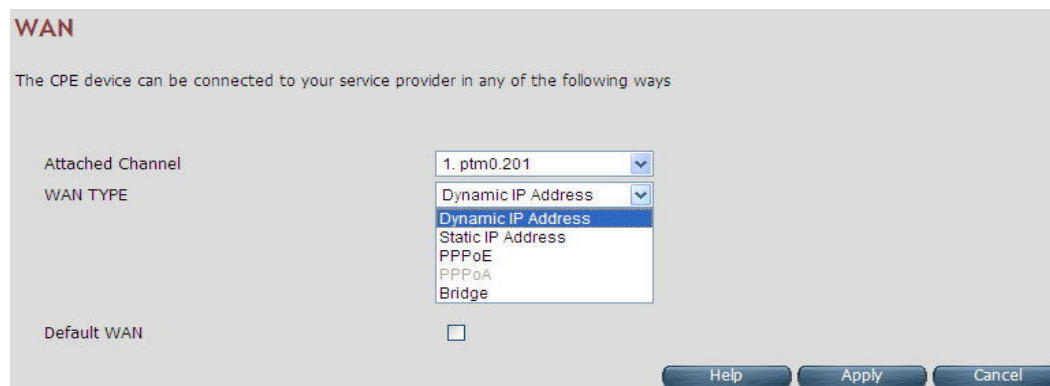 WAN
The CPE device can be connected to your service provider in any of the following ways
Attached Channel 1. ptm0.201
WAN TYPE Dynamic IP Address
Dynamic IP Address
Static IP Address
PPPoE
PPPoA
Bridge
Default WAN
Help Apply Cancel